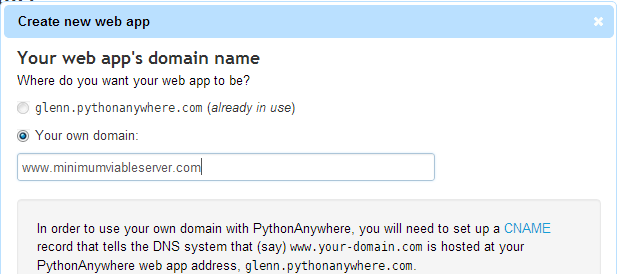 Create new web app
Your web app's domain name
Where do you want your web app to be?
glenn.pythonanywhere.com (already in use)
Your own domain:
www.minimumviableserver.com
In order to use your own domain with PythonAnywhere, you will need to set up a CNAME
record that tells the DNS system that (say) www.your-domain.com is hosted at your
PythonAnywhere web app address, glenn.pythonanywhere.com.